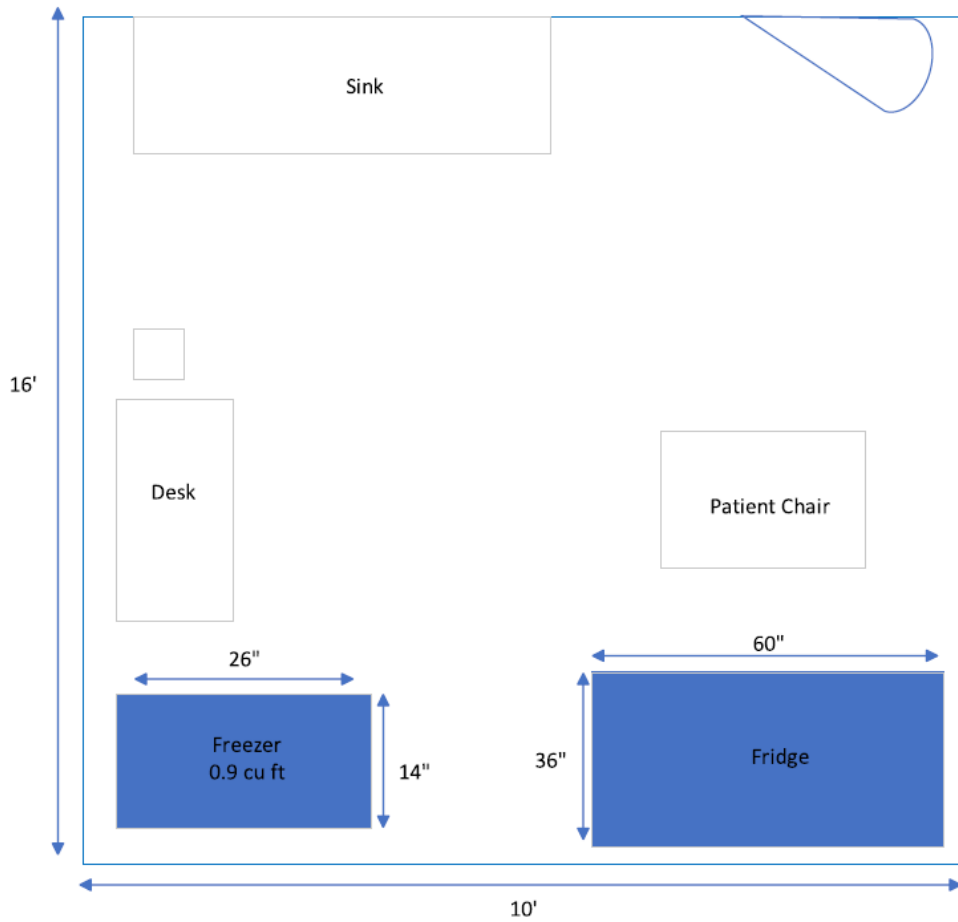 Sink
16'
Desk
Patient Chair
26"
60"
Freezer
0.9 cu ft
14"
36"
Fridge
10'